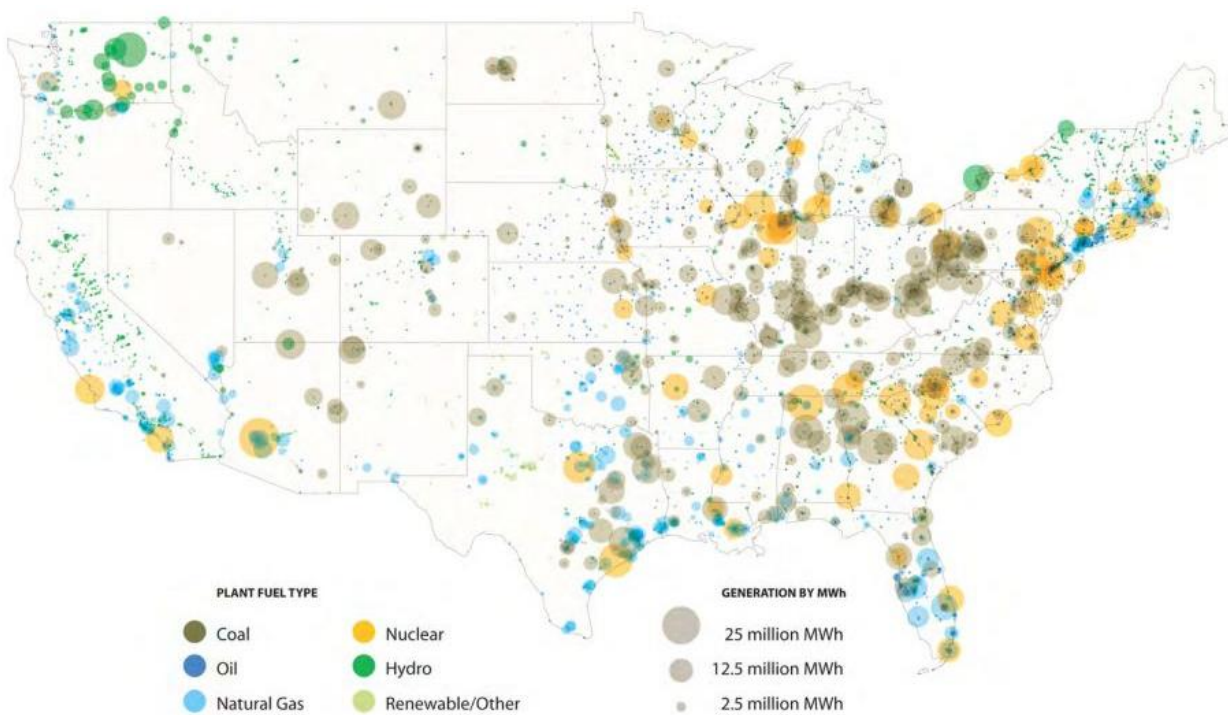 PLANT FUEL TYPE
Coal
Oil
Natural Gas
Nuclear
Hydro
Renewable/Other
GENERATION BY MWh
25 million MWh
12.5 million MWh
2.5 million MWh